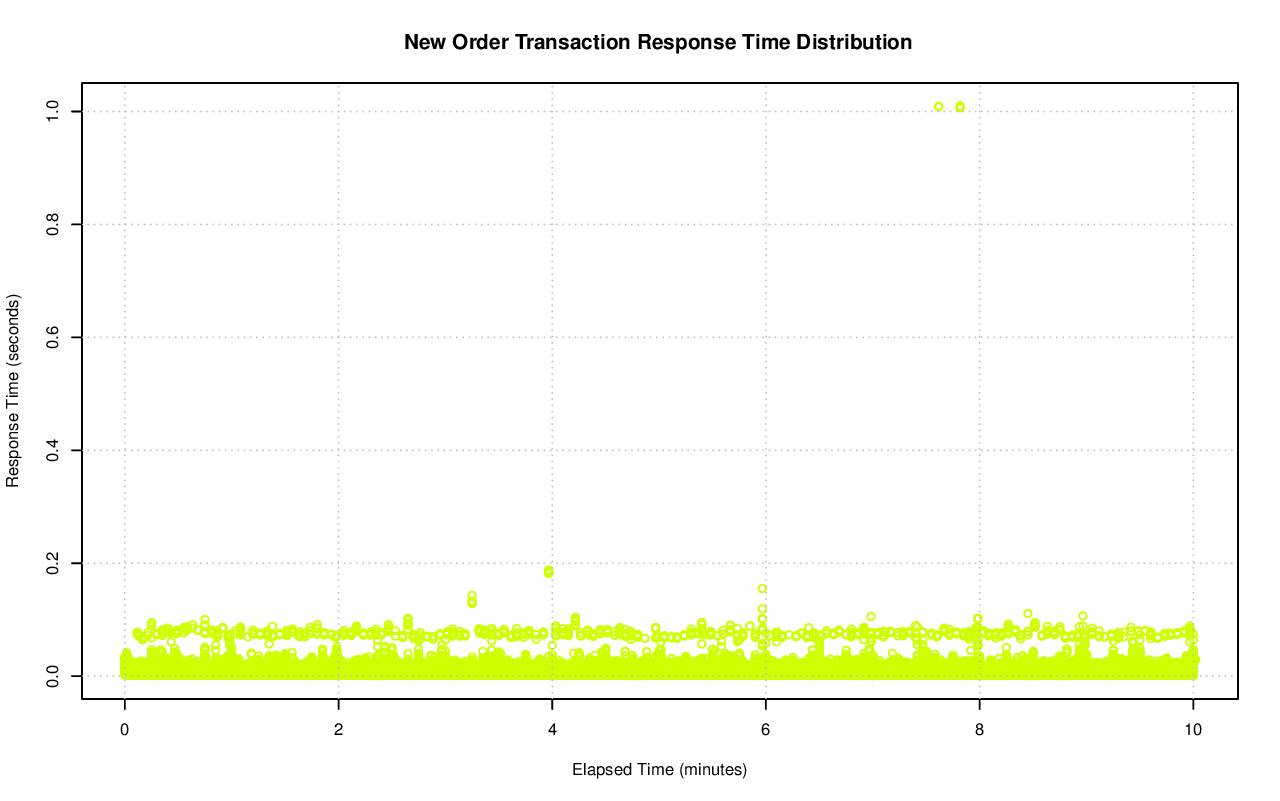 New Order Transaction Response Time Distribution
Response Time (seconds)
1.0
0.8
0.6
0.4
0.2
0.0
0 2 4 6 8 10
Elapsed Time (minutes)